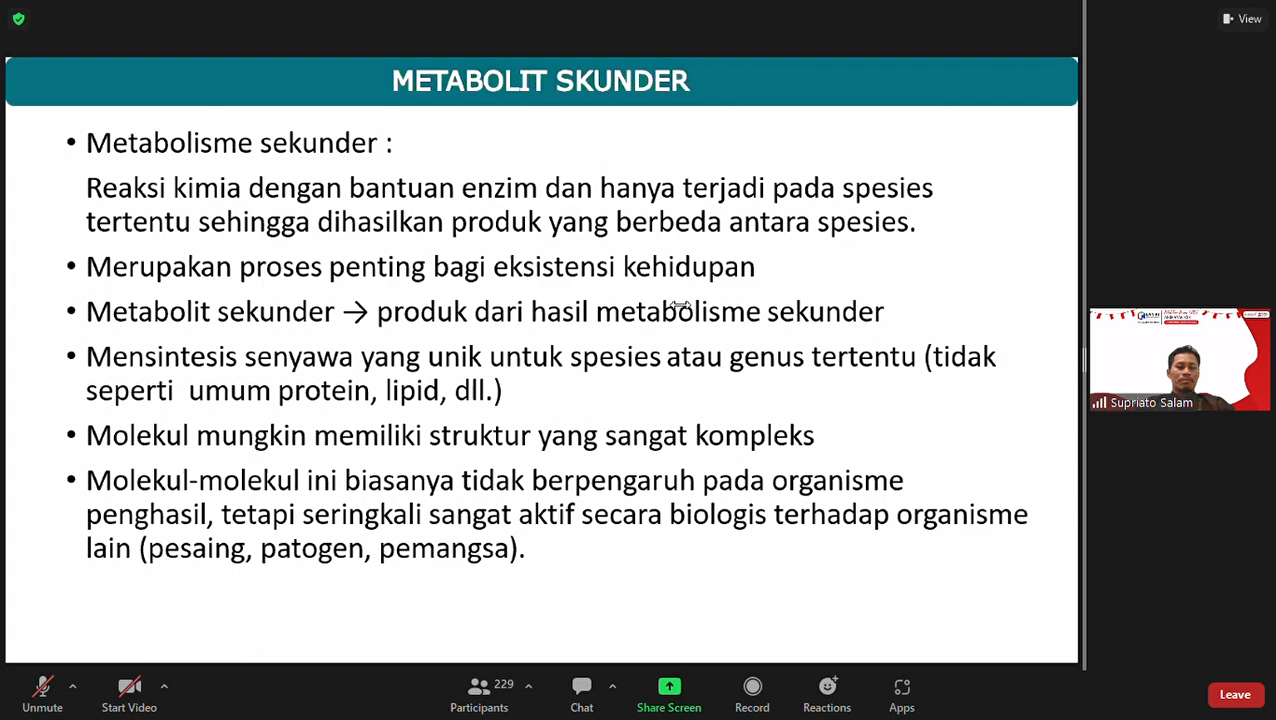 View
METABOLIT SKUNDER
• Metabolisme sekunder :
Reaksi kimia dengan bantuan enzim dan hanya terjadi pada spesies
tertentu sehingga dihasilkan produk yang berbeda antara spesies.
• Merupakan proses penting bagi eksistensi kehidupan
• Metabolit sekunder → produk dari hasil metabolisme sekunder
• Mensintesis senyawa yang unik untuk spesies atau genus tertentu (tidak
seperti umum protein, lipid, dll.)
• Molekul mungkin memiliki struktur yang sangat kompleks
• Molekul-molekul ini biasanya tidak berpengaruh pada organisme
penghasil, tetapi seringkali sangat aktif secara biologis terhadap organisme
lain (pesaing, patogen, pemangsa).
Supriato Salam
229
Unmute Start Video Participants Chat Share Screen Record Reactions Apps Leave